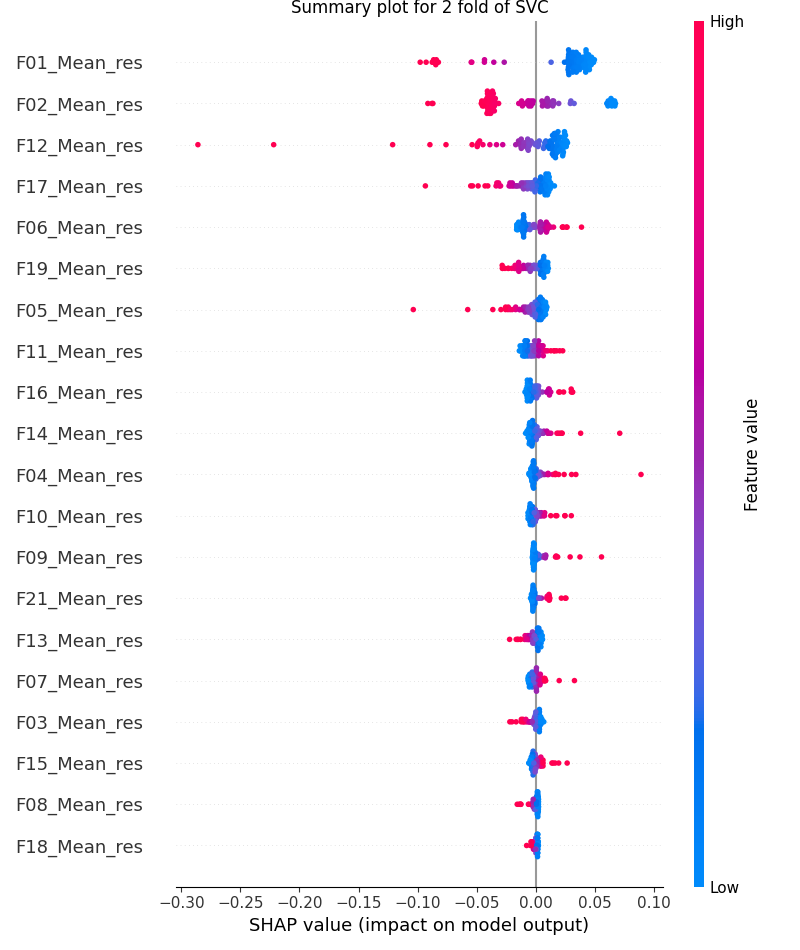 Summary plot for 2 fold of SVC
High
F01_Mean_res
F02_Mean_res
F12_Mean_res
F17_Mean_res
F06_Mean_res
F19_Mean_res
F05_Mean_res
F11_Mean_res
F16_Mean_res
F14_Mean_res
F04_Mean_res
F10_Mean_res
F09_Mean_res
F21_Mean_res
F13_Mean_res
F07_Mean_res
F03_Mean_res
F15_Mean_res
F08_Mean_res
F18_Mean_res
Feature value
Low
−0.30 −0.25 −0.20 −0.15 −0.10 −0.05 0.00 0.05 0.10
SHAP value (impact on model output)